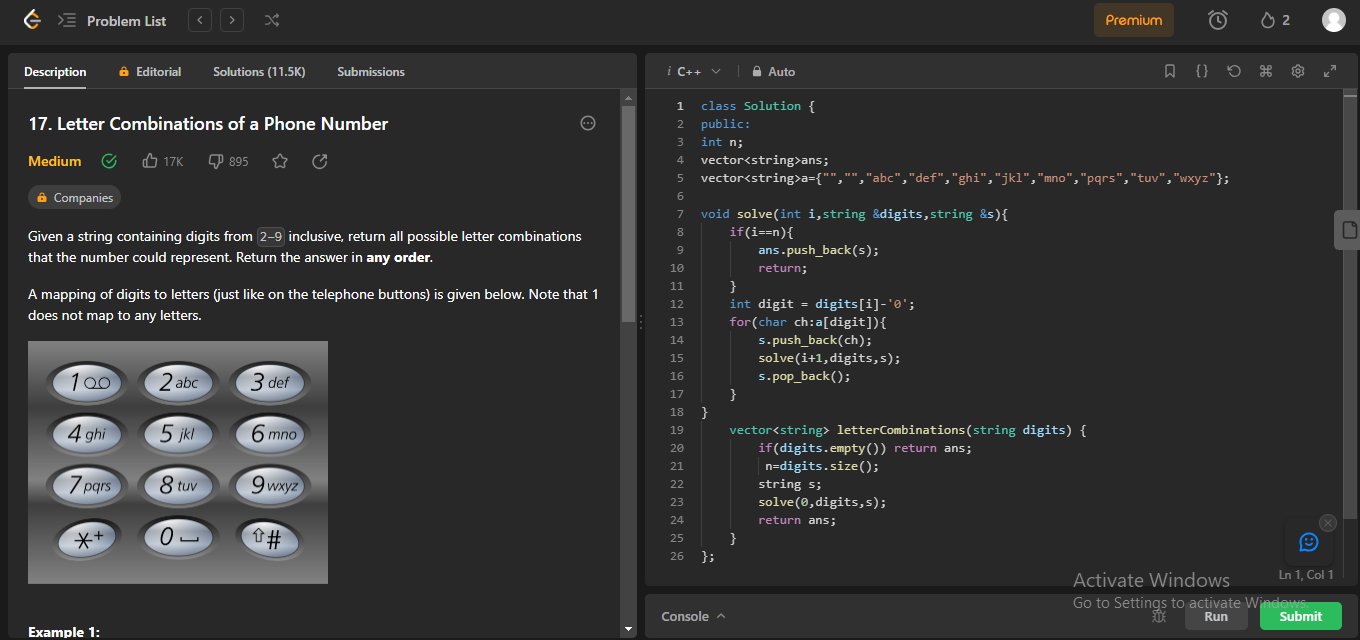 Problem List
Premium
2
Description
Editorial
Solutions (11.5K)
Submissions
17. Letter Combinations of a Phone Number
Medium
17K
895
Companies
Given a string containing digits from 2-9 inclusive, return all possible letter combinations
that the number could represent. Return the answer in any order.
A mapping of digits to letters (just like on the telephone buttons) is given below. Note that 1
does not map to any letters.
1
2 abc
3 def
4 ghi
5 jkl
6 mno
7 pqrs
8 tuv
9 wxyz
*+
0
⇧#
Example 1:
i C++
Auto
1 class Solution {
2 public:
3 int n;
4 vector<string>ans;
5 vector<string>a={"","","abc","def","ghi","jkl","mno","pqrs","tuv","wxyz"};
6
7 void solve(int i,string &digits,string &s){
8 if(i==n){
9 ans.push_back(s);
10 return;
11 }
12 int digit = digits[i]-'0';
13 for(char ch:a[digit]){
14 s.push_back(ch);
15 solve(i+1,digits,s);
16 s.pop_back();
17 }
18 }
19 vector<string> letterCombinations(string digits) {
20 if(digits.empty()) return ans;
21 n=digits.size();
22 string s;
23 solve(0,digits,s);
24 return ans;
25 }
26 };
Ln 1, Col 1
Activate Windows
Go to Settings to activate Windows.
Console
Run
Submit